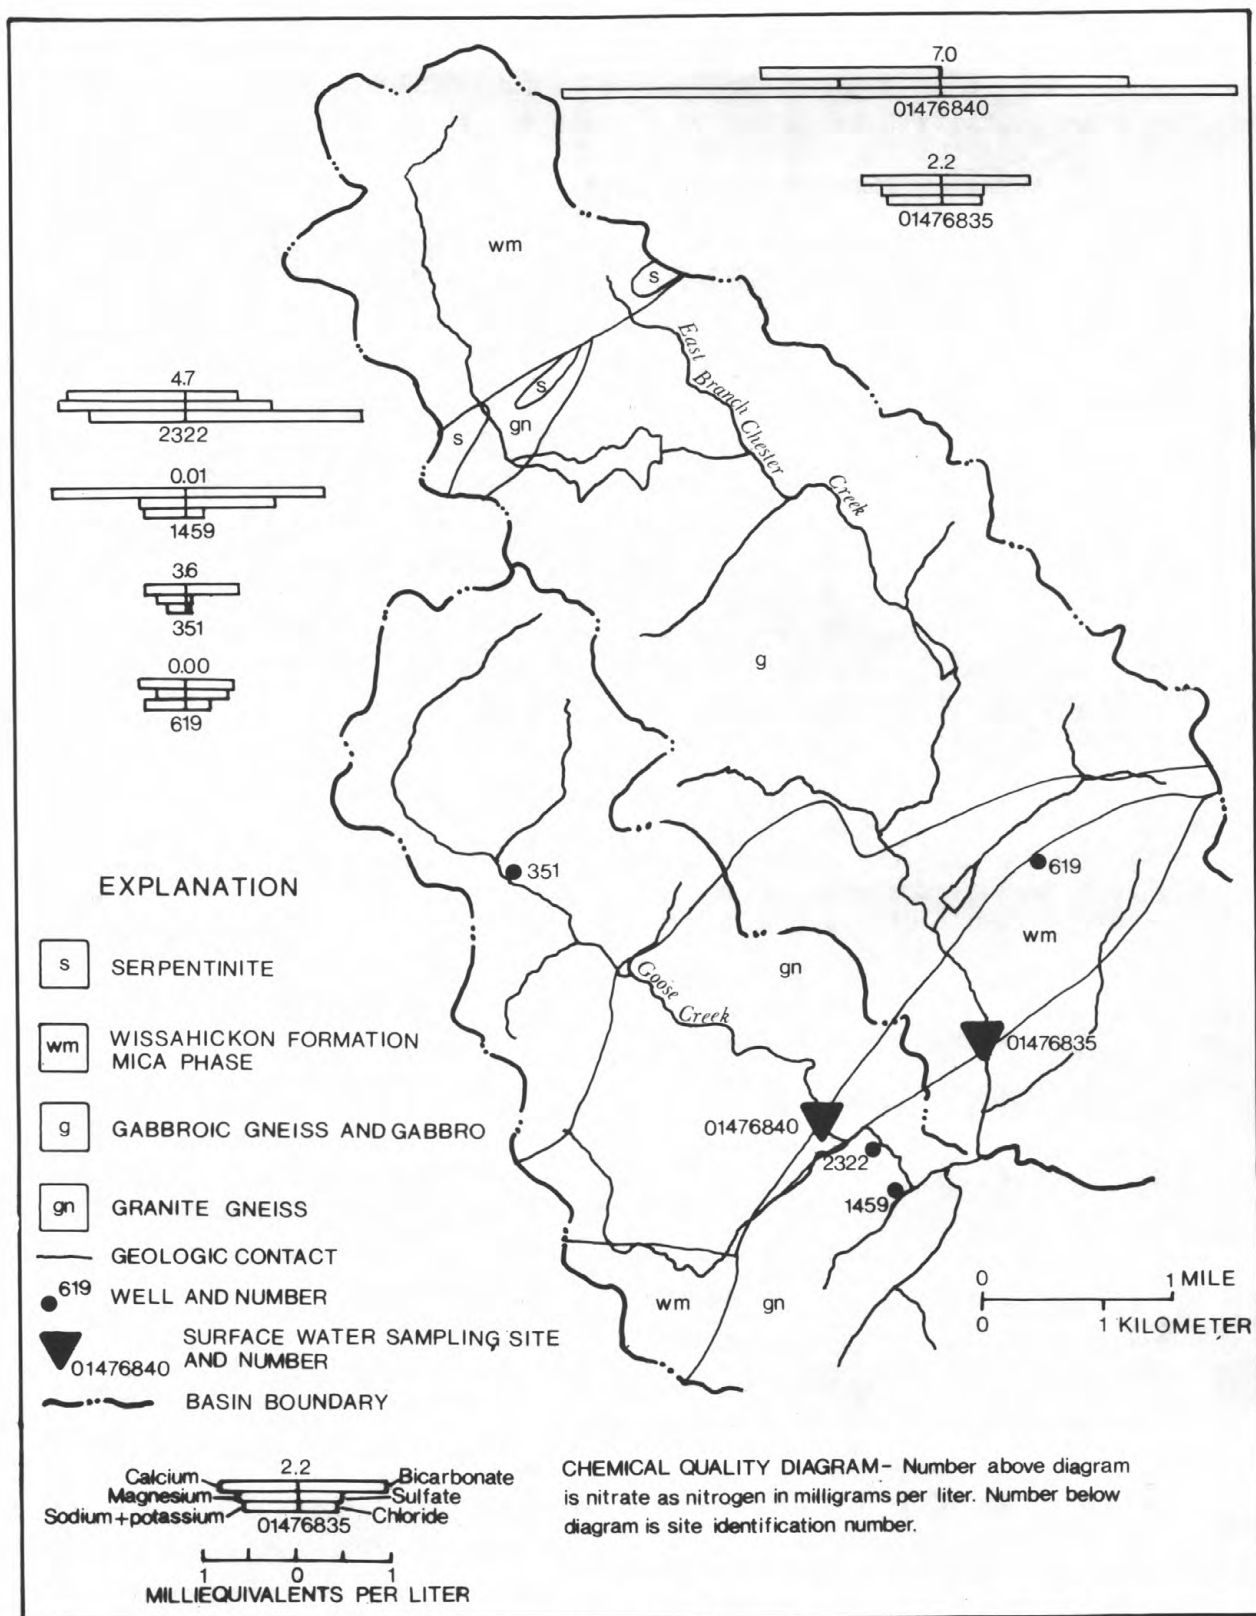 7.0
01476840
2.2
01476835
wm
s
East Branch Chester Creek
4.7
2322
s
gn
s
0.01
1459
3.6
351
g
0.00
619
351
619
EXPLANATION
wm
gn
Goose Creek
s SERPENTINITE
01476835
wm WISSAHICKON FORMATION
MICA PHASE
01476840
g GABBROIC GNEISS AND GABBRO
2322
1459
gn GRANITE GNEISS
GEOLOGIC CONTACT
0 1 MILE
0 1 KILOMETER
619 WELL AND NUMBER
wm
gn
SURFACE WATER SAMPLING SITE
01476840 AND NUMBER
BASIN BOUNDARY
2.2
Calcium Bicarbonate
Magnesium Sulfate
Sodium+potassium Chloride
01476835
1 0 1
MILLIEQUIVALENTS PER LITER
CHEMICAL QUALITY DIAGRAM- Number above diagram
is nitrate as nitrogen in milligrams per liter. Number below
diagram is site identification number.